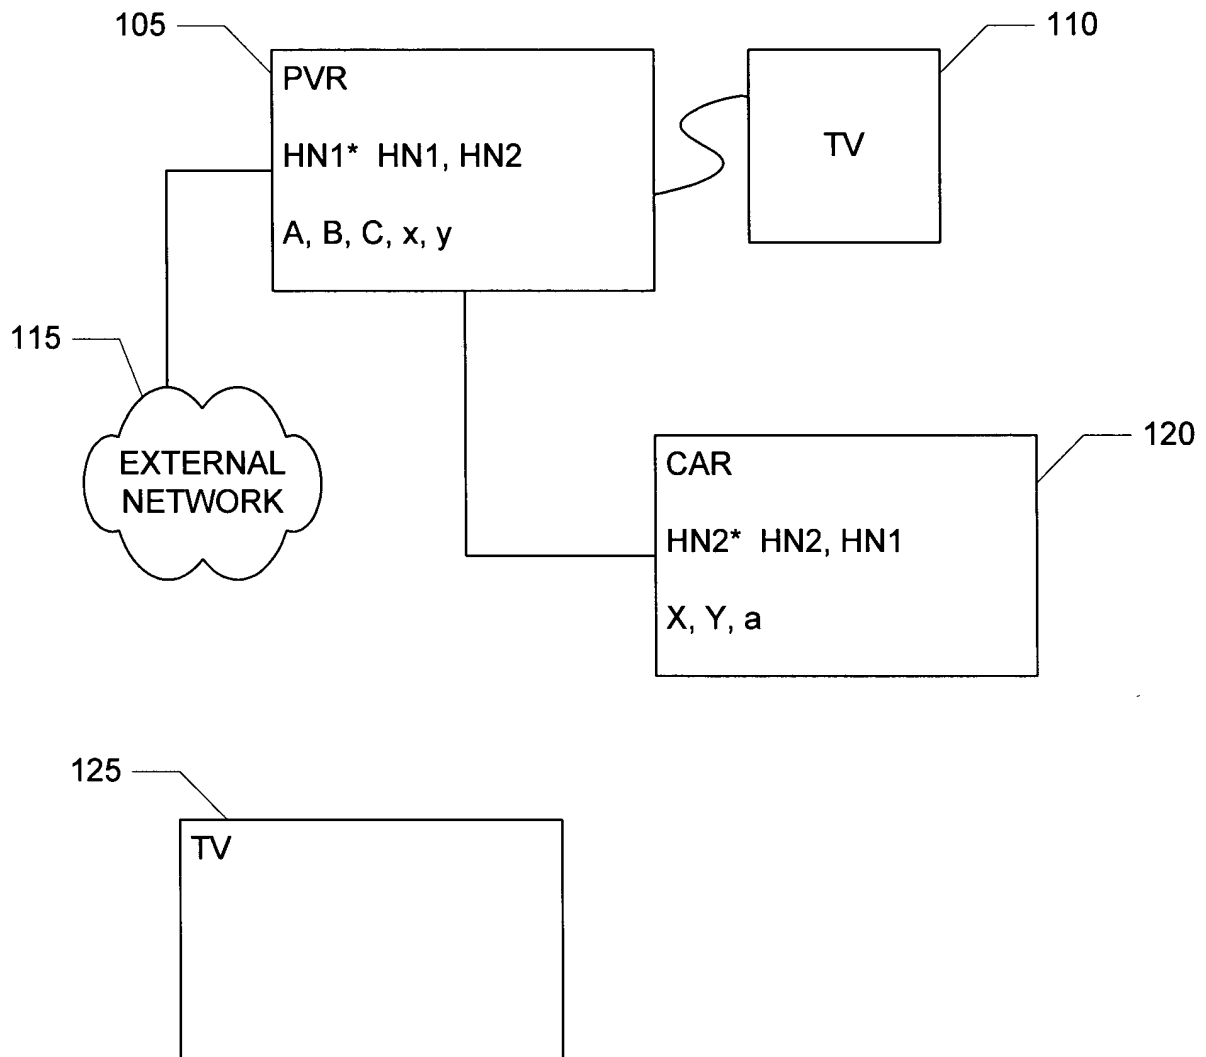 105
110
PVR
TV
HN1* HN1, HN2
A, B, C, x, y
115
120
EXTERNAL
NETWORK
CAR
HN2* HN2, HN1
X, Y, a
125
TV